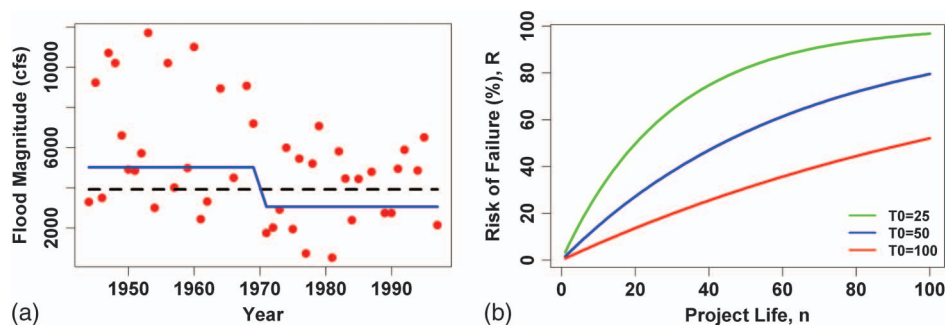 Flood Magnitude (cfs)
10000
6000
2000
1950 1960 1970 1980 1990
Year
(a)
Risk of Failure (%), R
100
80
60
40
20
0
T0=25
T0=50
T0=100
0 20 40 60 80 100
Project Life, n
(b)